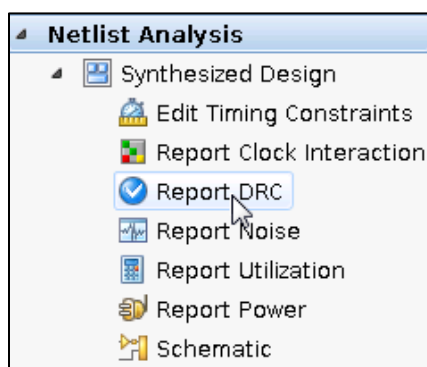 Netlist Analysis
Synthesized Design
Edit Timing Constraints
Report Clock Interaction
Report DRC
Report Noise
Report Utilization
Report Power
Schematic